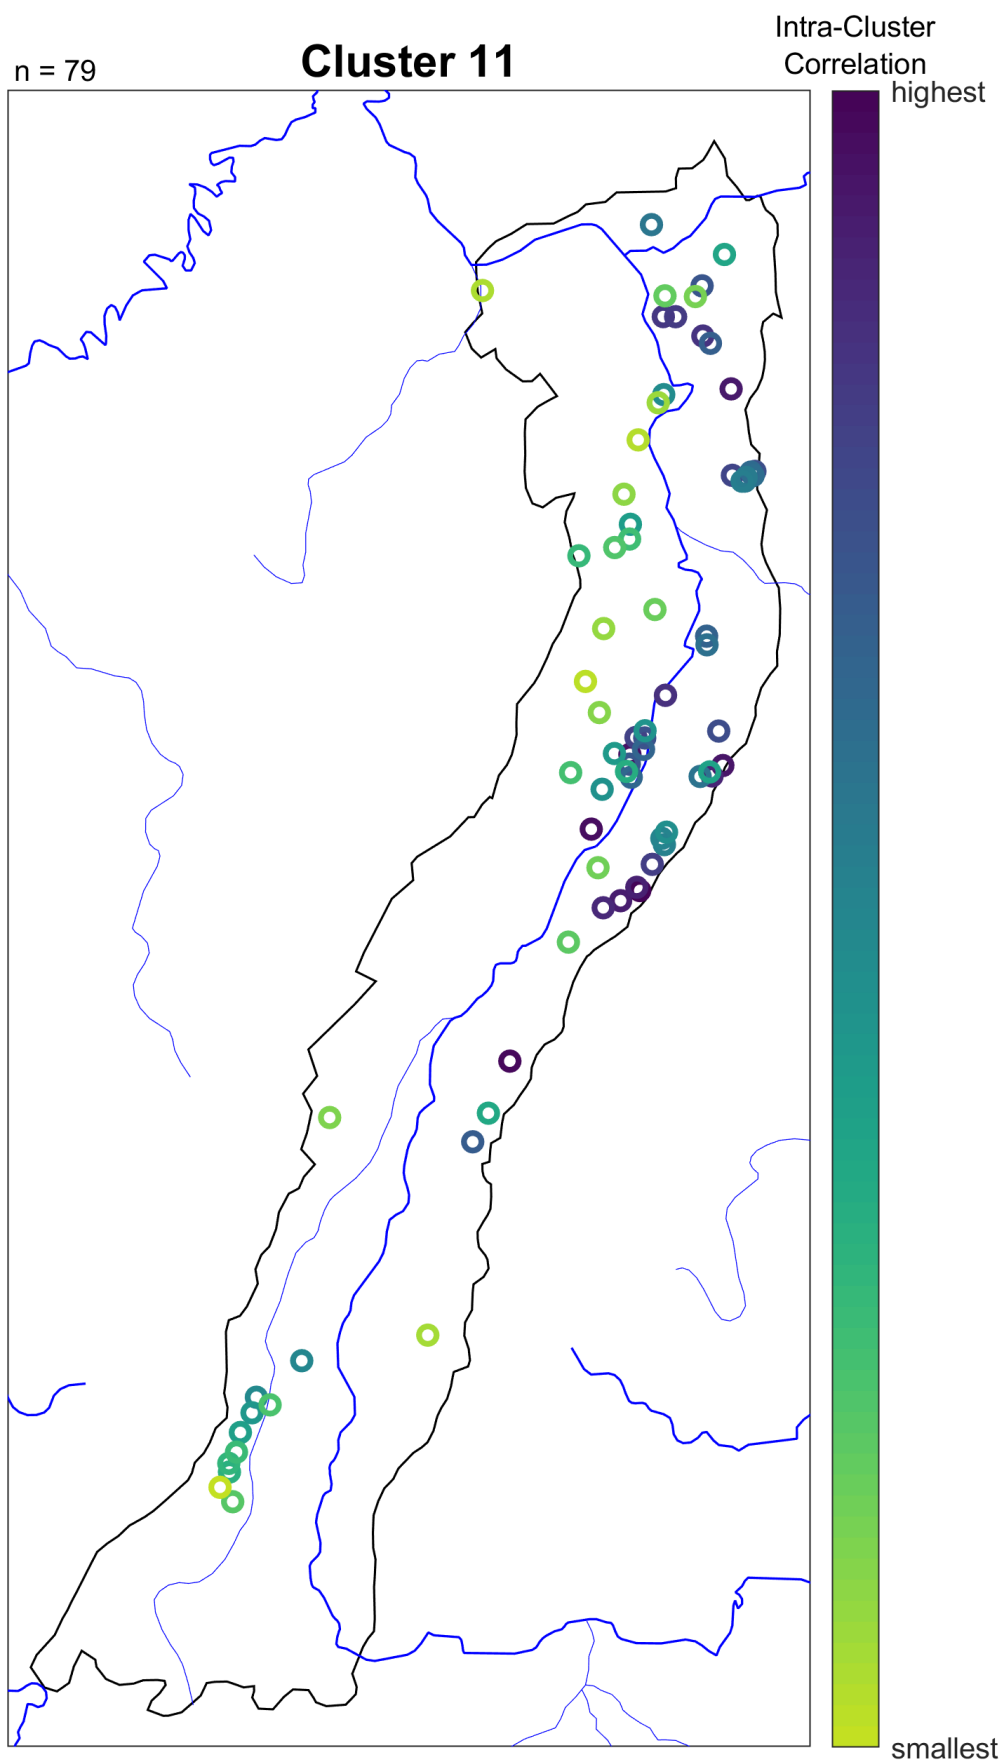 Intra-Cluster
Correlation
Cluster 11
n = 79
highest
smallest